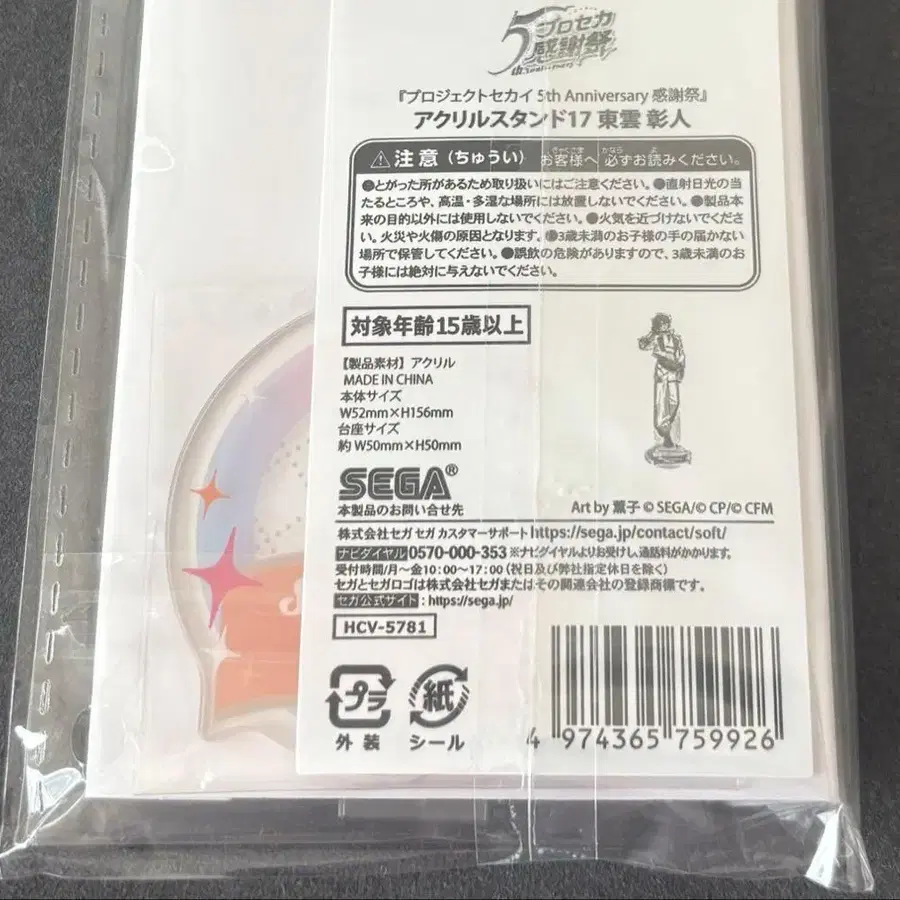 5th Anniversary プロセカ感謝祭
『プロジェクトセカイ 5th Anniversary 感謝祭』
アクリルスタンド17 東雲 彰人
⚠注意（ちゅうい） お客様へ 必ずお読みください。
きゃくさま かなら よ
●とがった所があるため取り扱いにはご注意ください。●直射日光の当
たるところや、高温・多湿な場所には放置しないでください。●製品本
来の目的以外には使用しないでください。●火気を近づけないでくださ
い。火災や火傷の原因となります。●3歳未満のお子様の手の届かない
場所で保管してください。●誤飲の危険がありますので、3歳未満のお
子様には絶対に与えないでください。
対象年齢15歳以上
【製品素材】アクリル
MADE IN CHINA
本体サイズ
W52mm×H156mm
台座サイズ
約 W50mm×H50mm
SEGA®
Art by 薫子 © SEGA/© CP/© CFM
本製品のお問い合せ先
株式会社セガ セガ カスタマーサポート https://sega.jp/contact/soft/
ナビダイヤル 0570-000-353 ※ナビダイヤルよりお受けし、通話料がかかります。
受付時間/月～金10：00～17：00（祝日及び弊社指定休日を除く）
セガとセガロゴは株式会社セガまたはその関連会社の登録商標です。
セガ公式サイト：https://sega.jp/
HCV-5781
プラ
外装
紙
シール
4 974365 759926